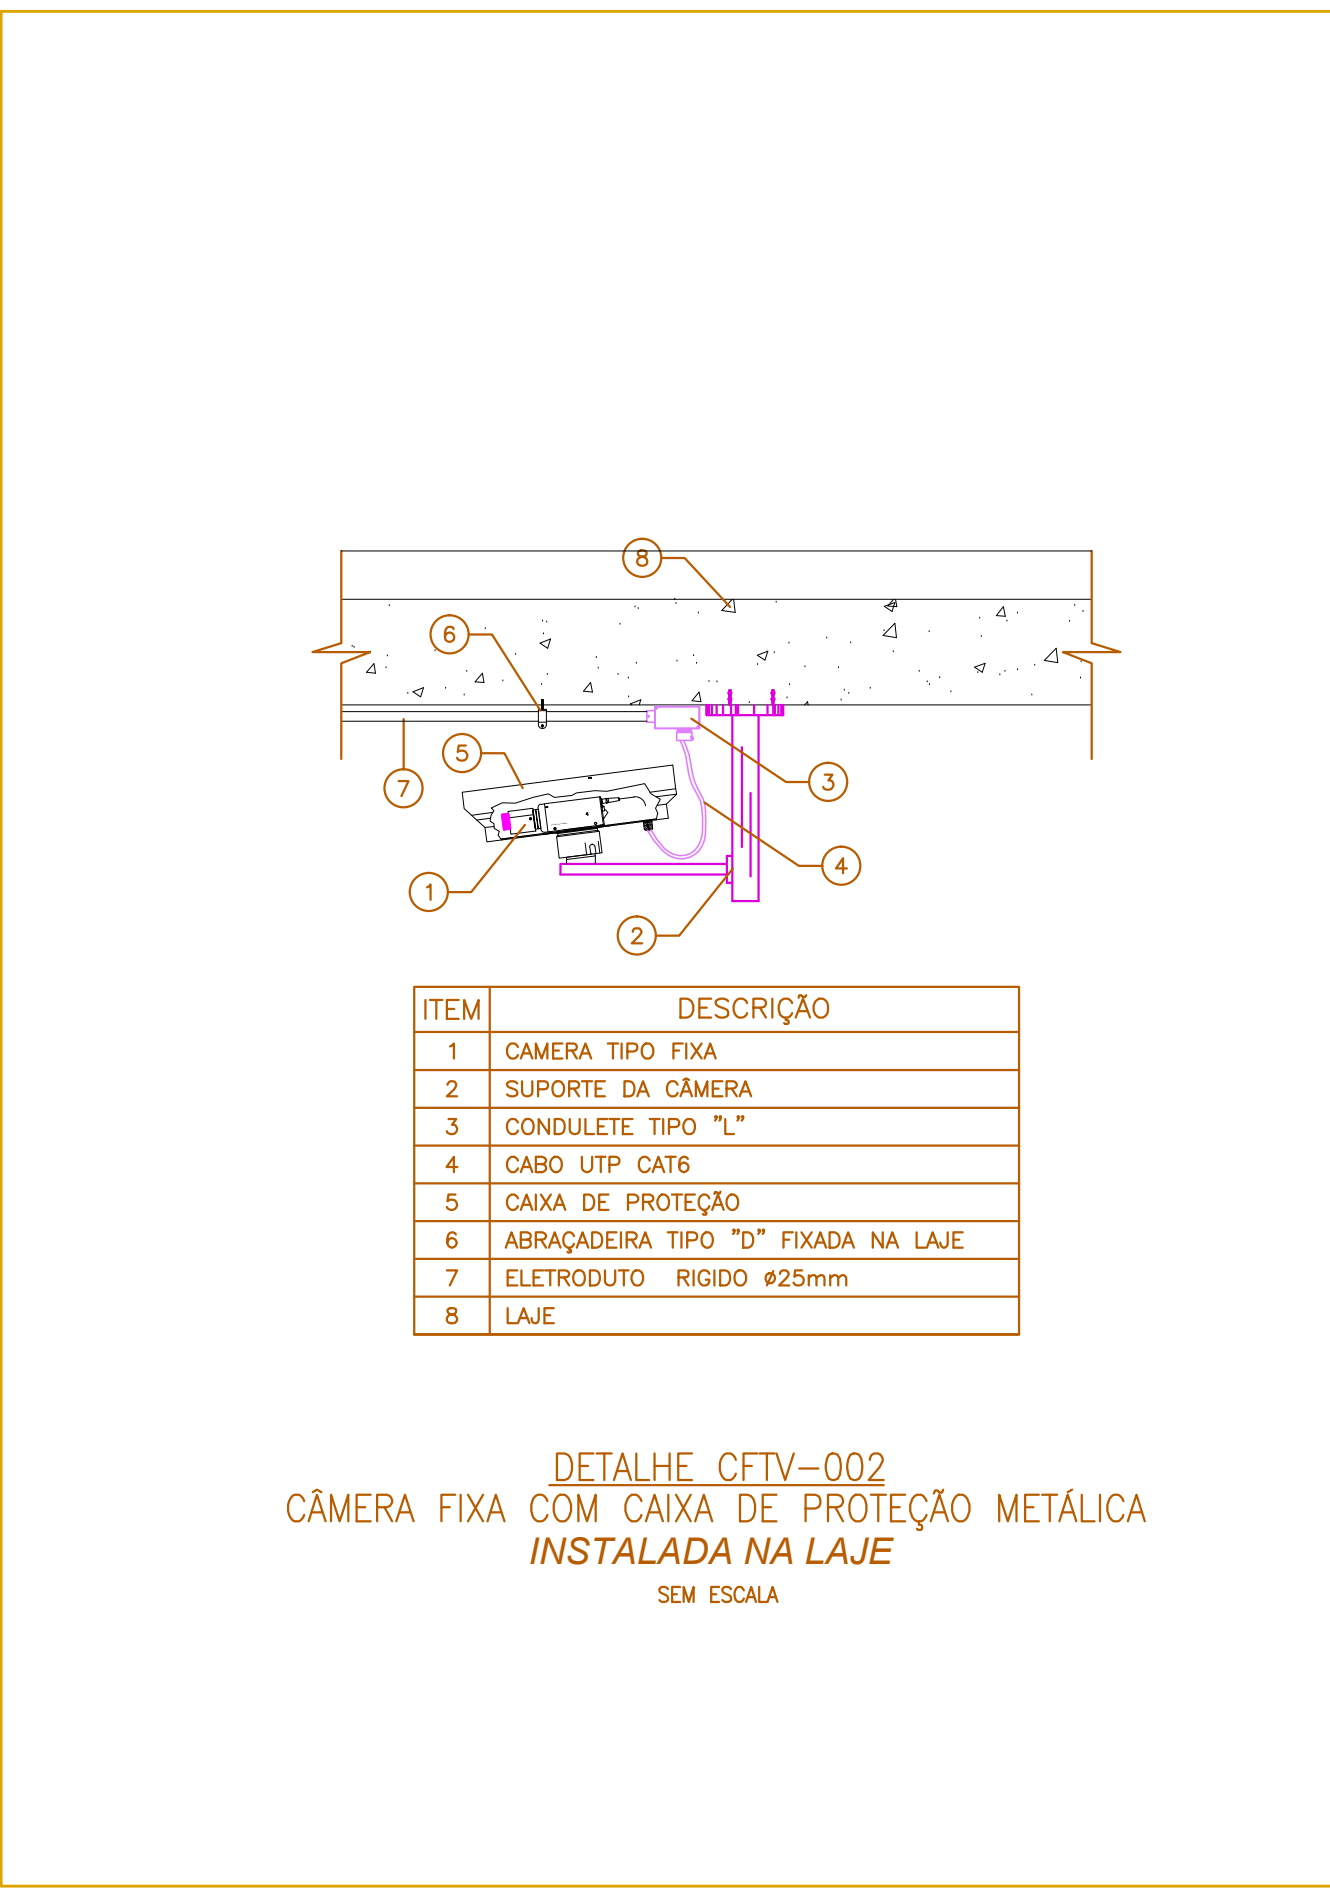 8
6
5
7
3
4
1
2
ITEM DESCRIÇÃO
1 CAMERA TIPO FIXA
2 SUPORTE DA CÂMERA
3 CONDULETE TIPO "L"
4 CABO UTP CAT6
5 CAIXA DE PROTEÇÃO
6 ABRAÇADEIRA TIPO "D" FIXADA NA LAJE
7 ELETRODUTO RIGIDO ø25mm
8 LAJE
DETALHE CFTV-002
CÂMERA FIXA COM CAIXA DE PROTEÇÃO METÁLICA
INSTALADA NA LAJE
SEM ESCALA